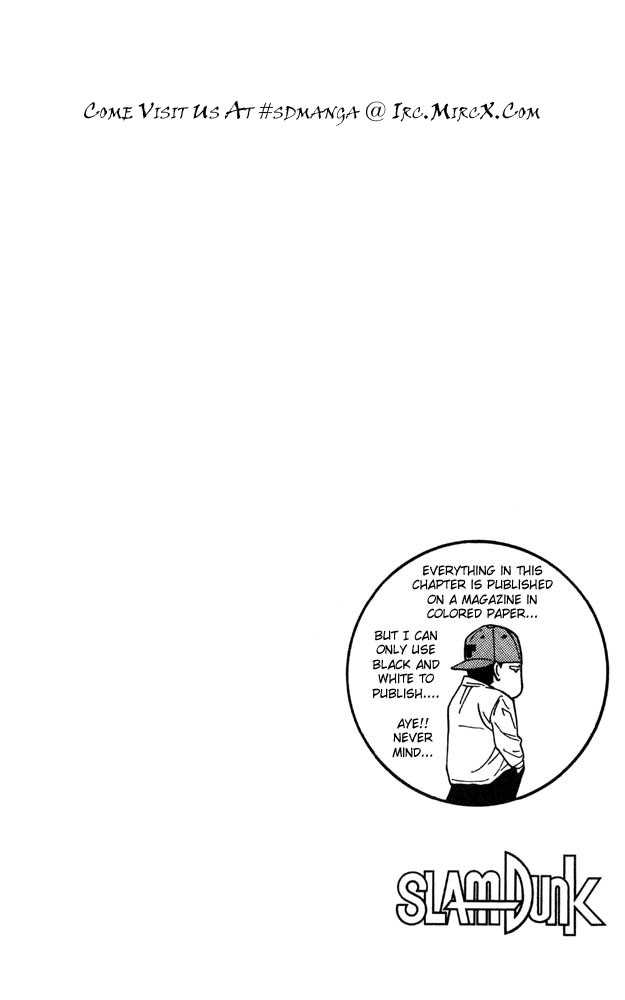 Come Visit Us At #sdmanga @ Irc.MircX.Com
EVERYTHING IN THIS
CHAPTER IS PUBLISHED
ON A MAGAZINE IN
COLORED PAPER...
BUT I CAN
ONLY USE
BLACK AND
WHITE TO
PUBLISH....
AYE!!
NEVER
MIND...
SLAM DUNK